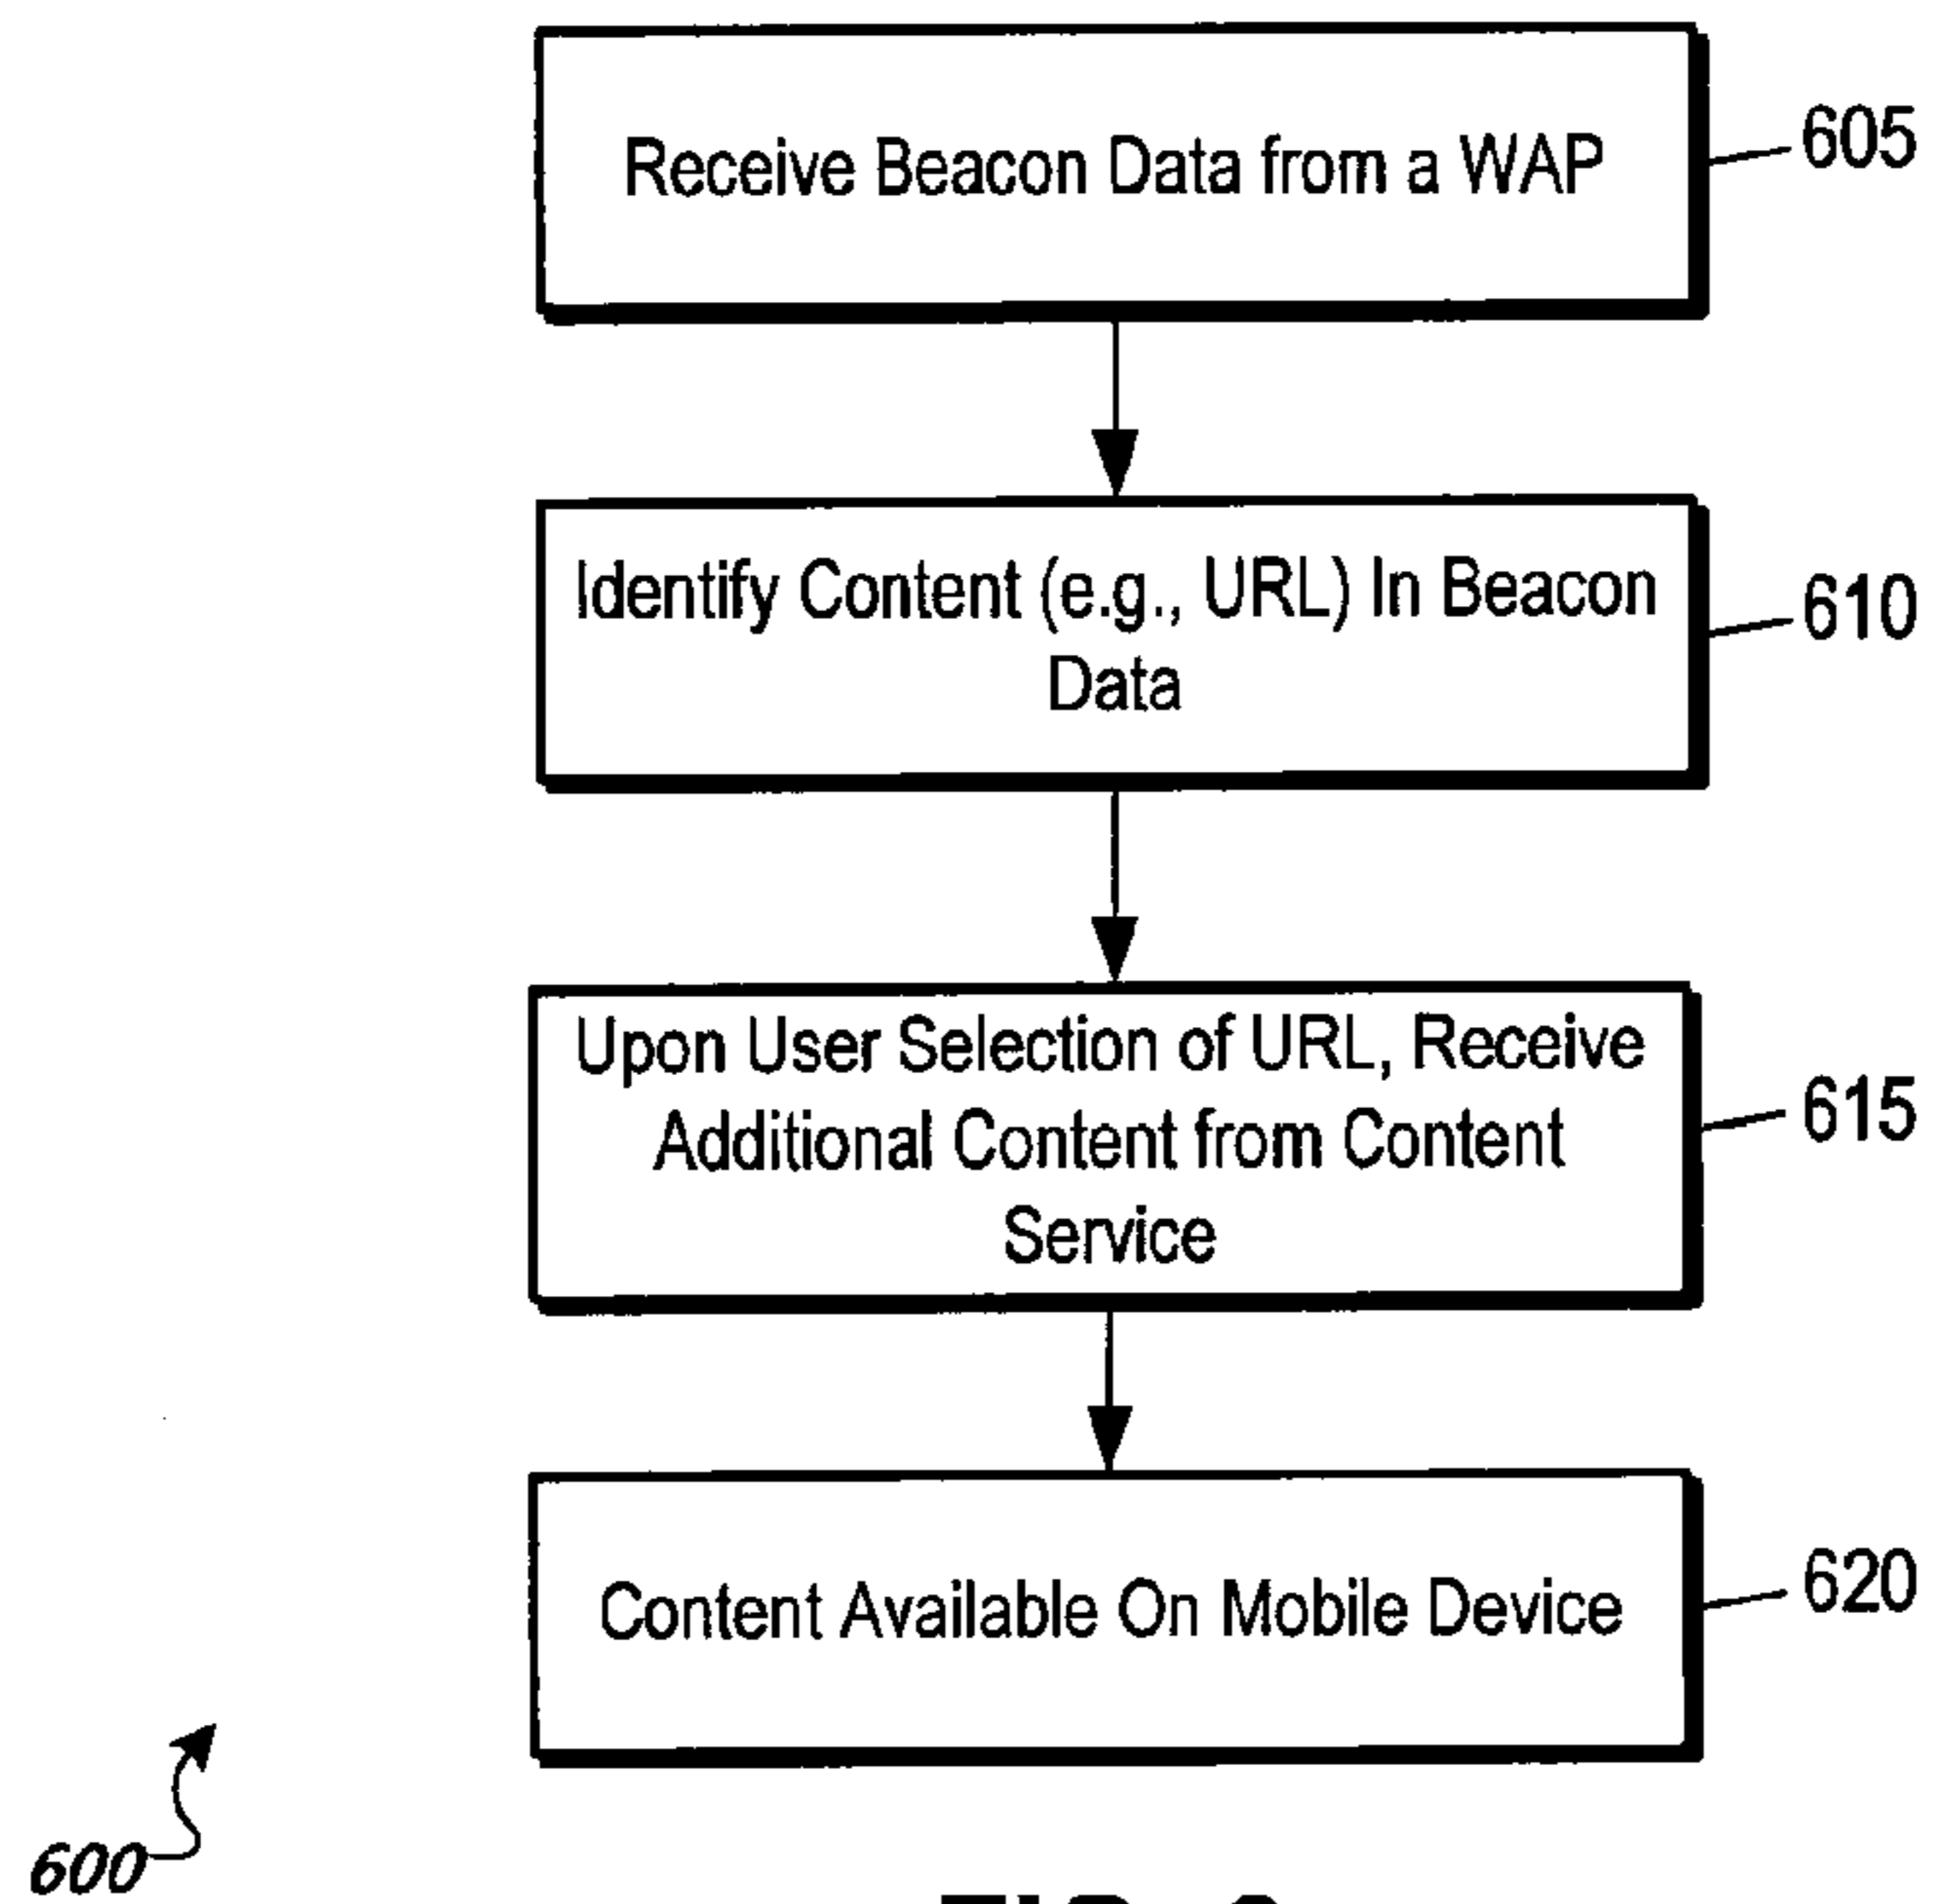 Receive Beacon Data from a WAP
605
Identify Content (e.g., URL) In Beacon
Data
610
Upon User Selection of URL, Receive
Additional Content from Content
Service
615
Content Available On Mobile Device
620
600